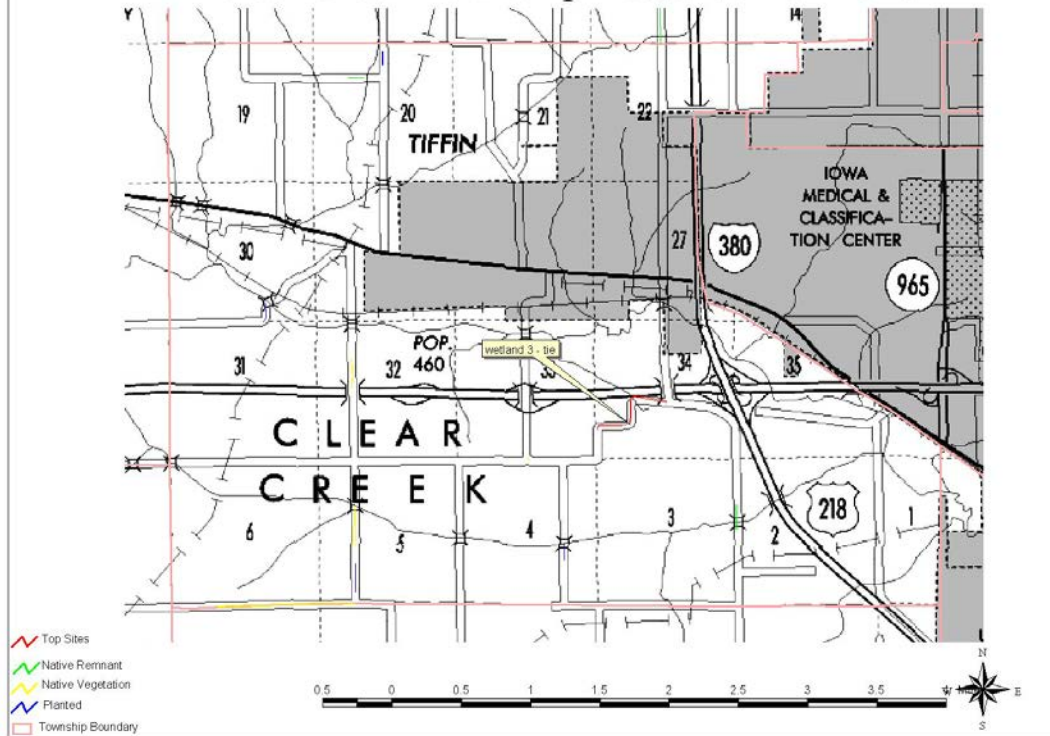 14
19
20
21
22
TIFFIN
IOWA
MEDICAL &
CLASSIFICA-
TION CENTER
27
380
30
965
POP.
460
wetland 3 - tie
31
32
33
34
35
CLEAR
CREEK
218
6
5
4
3
2
1
Top Sites
Native Remnant
Native Vegetation
Planted
Township Boundary
0.5 0 0.5 1 1.5 2 2.5 3 3.5
N
E
S